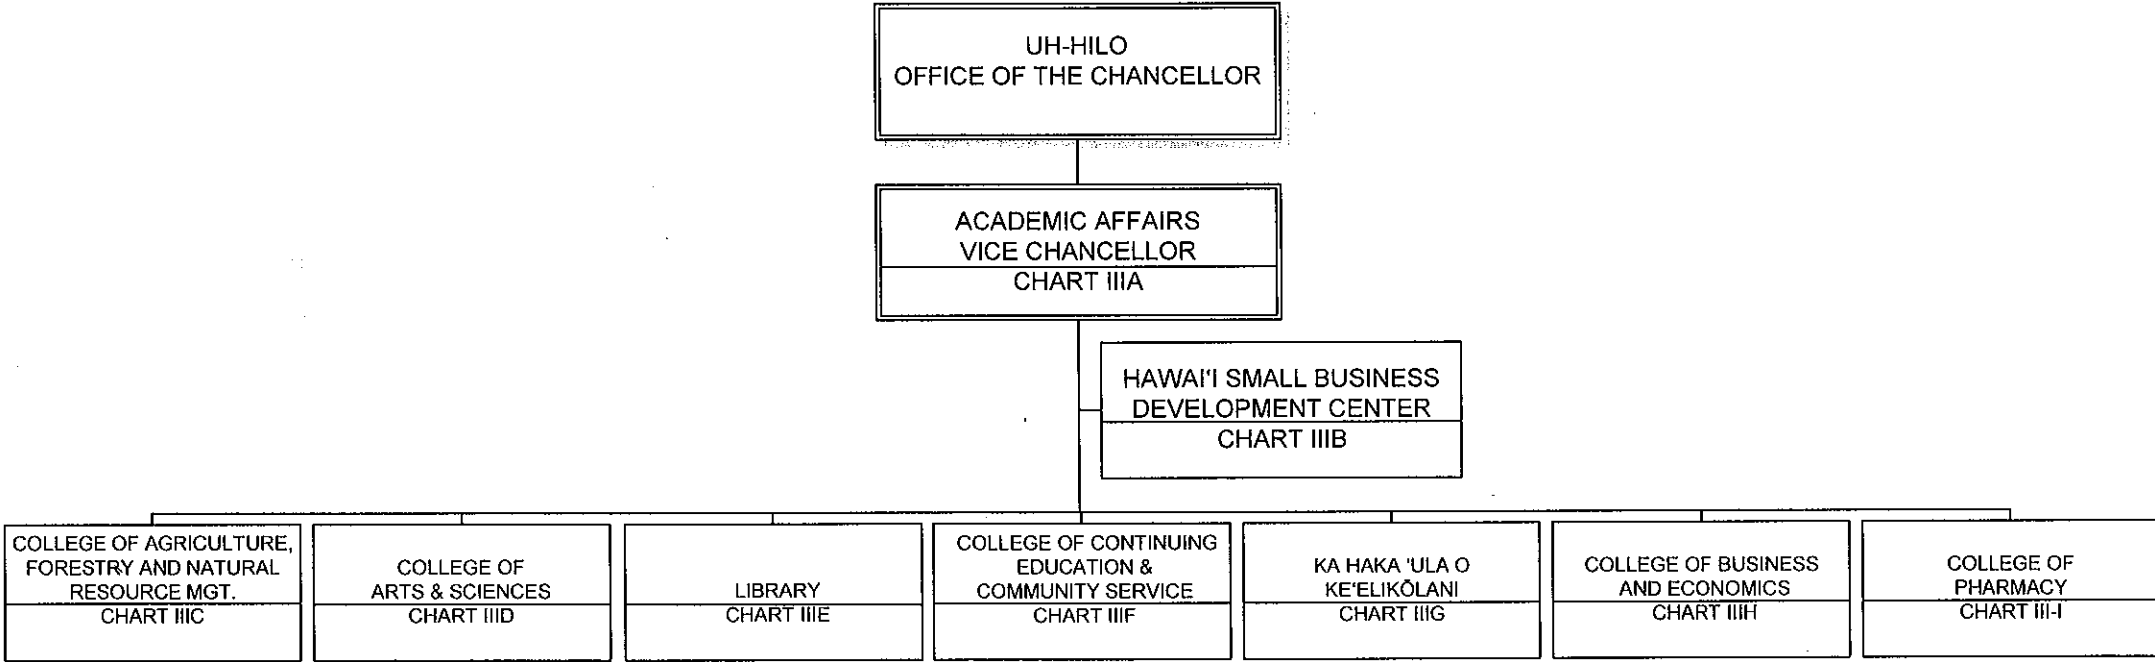 UH-HILO
OFFICE OF THE CHANCELLOR
ACADEMIC AFFAIRS
VICE CHANCELLOR
CHART IIIA
HAWAI'I SMALL BUSINESS
DEVELOPMENT CENTER
CHART IIIB
COLLEGE OF AGRICULTURE,
FORESTRY AND NATURAL
RESOURCE MGT.
CHART IIIC
COLLEGE OF
ARTS & SCIENCES
CHART IIID
LIBRARY
CHART IIIE
COLLEGE OF CONTINUING
EDUCATION &
COMMUNITY SERVICE
CHART IIIF
KA HAKA 'ULA O
KE'ELIKŌLANI
CHART IIIG
COLLEGE OF BUSINESS
AND ECONOMICS
CHART IIIH
COLLEGE OF
PHARMACY
CHART III-I